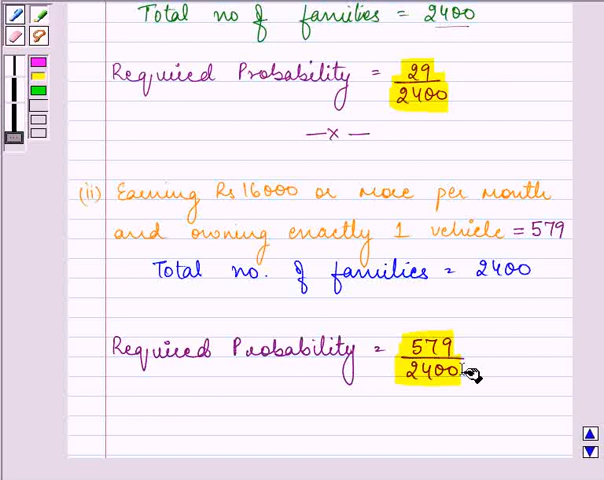 Total no of families = 2400
Required Probability = 29/2400
—x—
(ii) Earning Rs 16000 or more per month
and owning exactly 1 vehicle = 579
Total no. of families = 2400
Required Probability = 579/2400